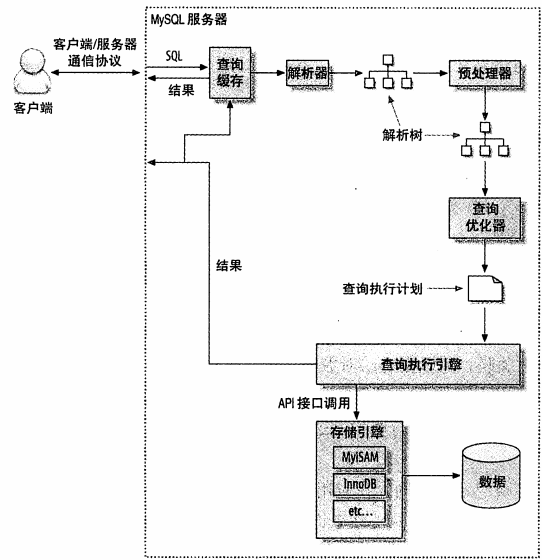 MySQL 服务器
客户端/服务器
通信协议
客户端
SQL
结果
查询
缓存
解析器
预处理器
解析树
查询
优化器
结果
查询执行计划
查询执行引擎
API 接口调用
存储引擎
MyiSAM
InnoDB
etc...
数据